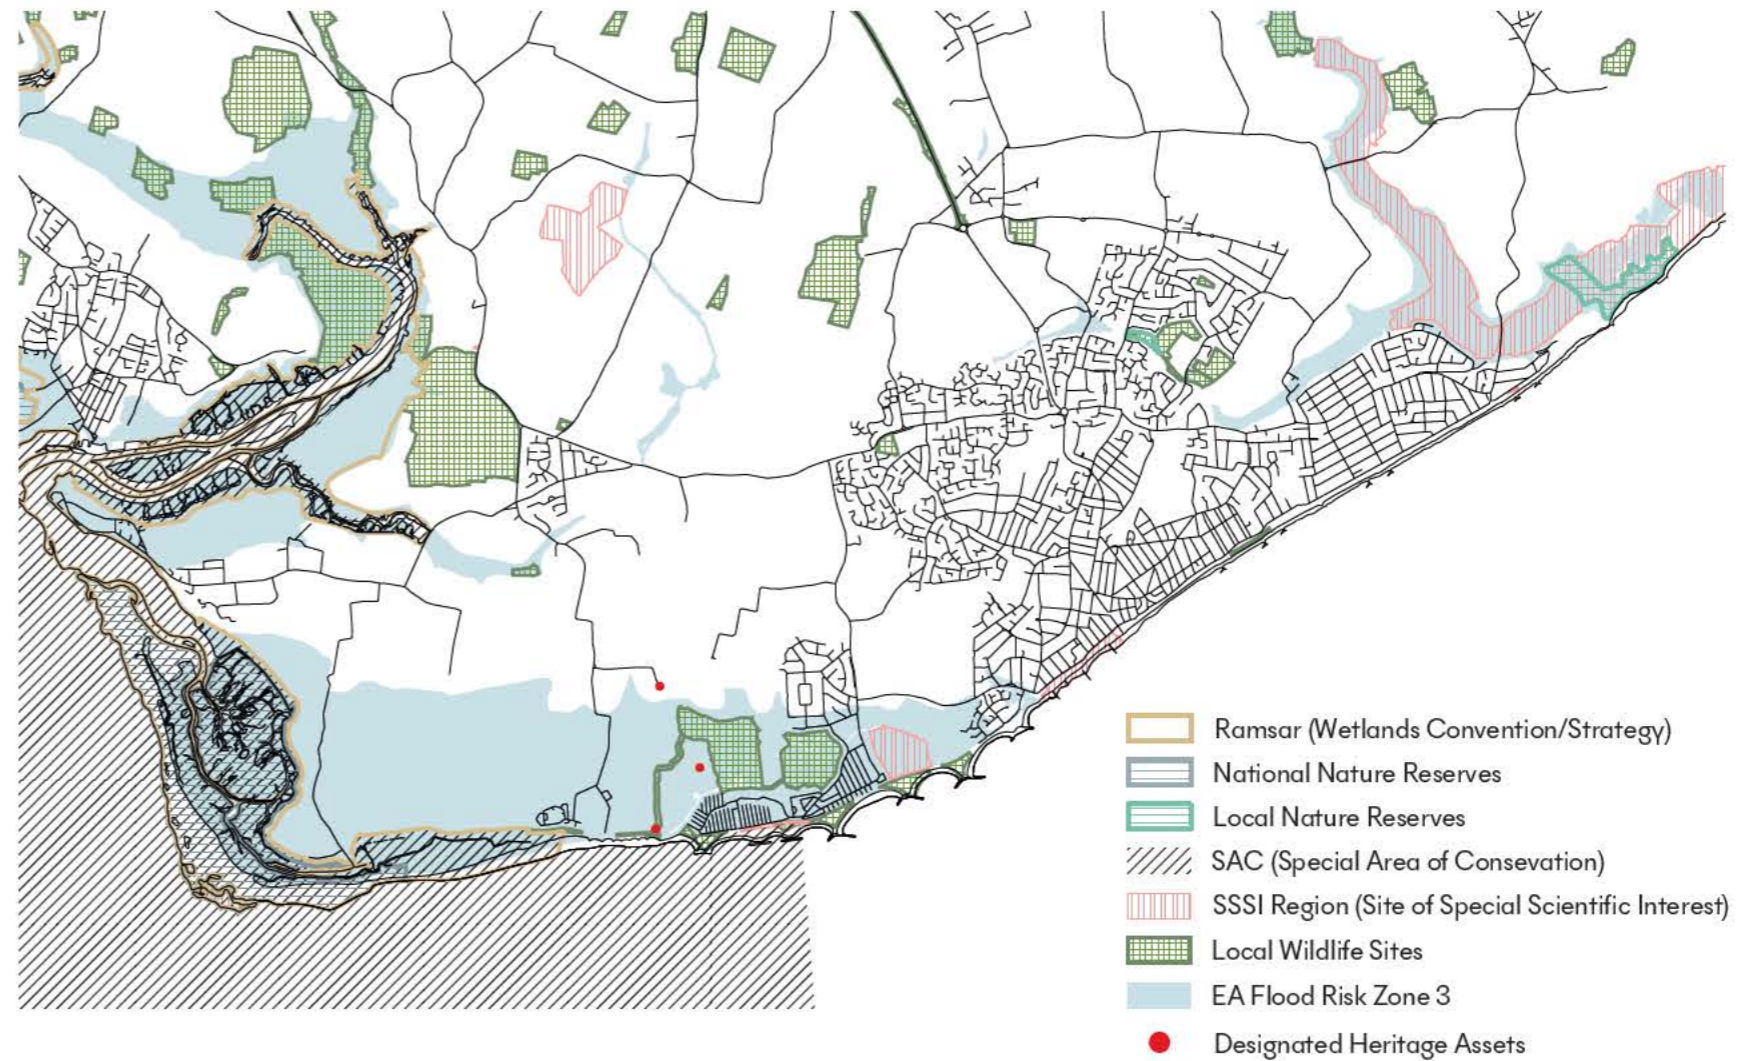 Ramsar (Wetlands Convention/Strategy)
National Nature Reserves
Local Nature Reserves
SAC (Special Area of Consevation)
SSSI Region (Site of Special Scientific Interest)
Local Wildlife Sites
EA Flood Risk Zone 3
Designated Heritage Assets